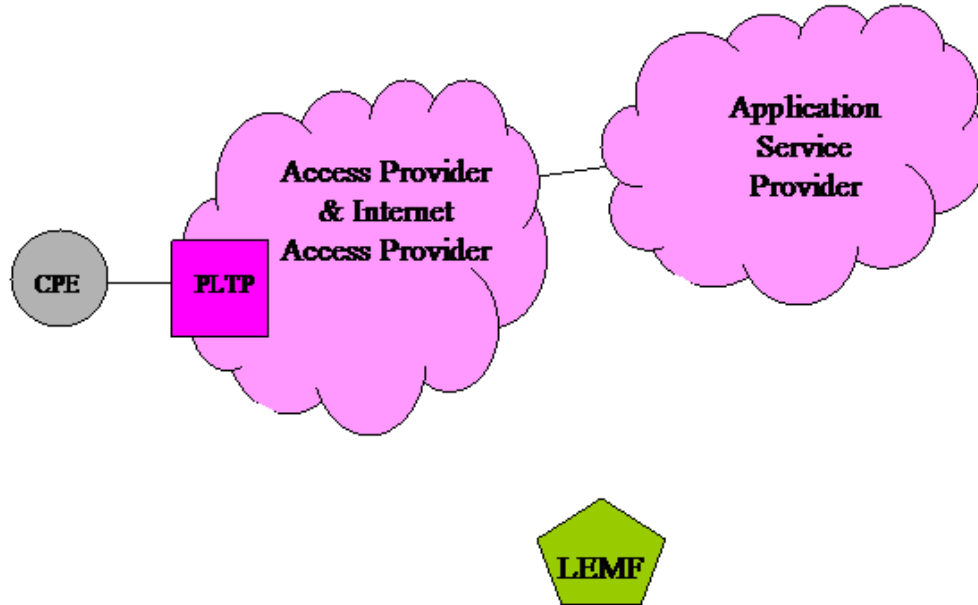 Application
Service
Provider
Access Provider
& Internet
Access Provider
CPE
PLTP
LEMF